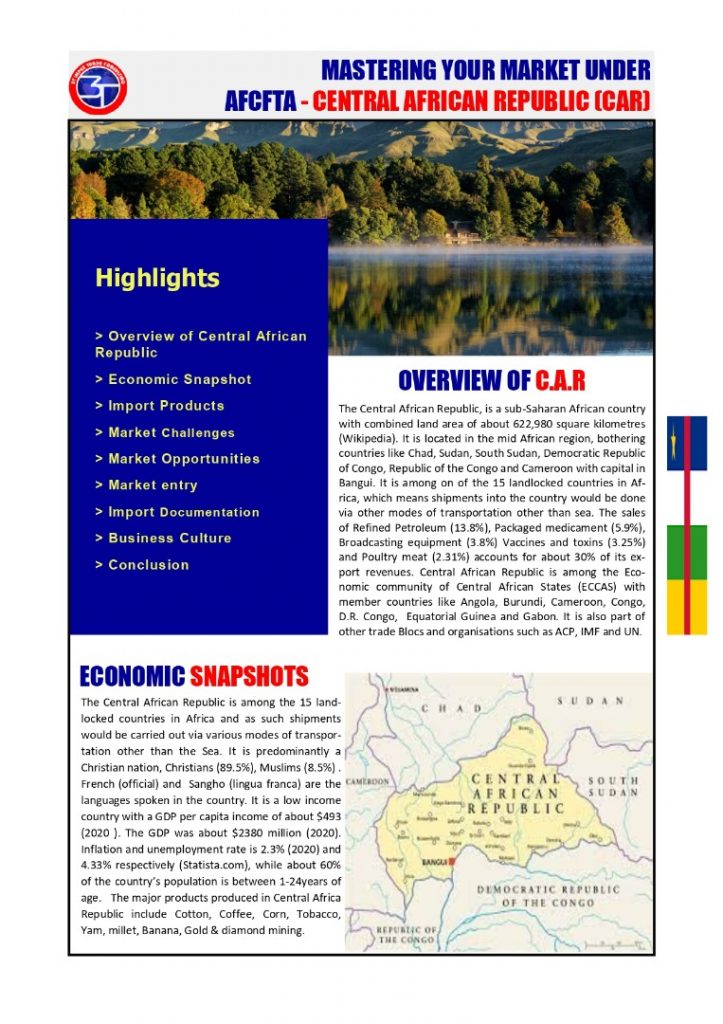 MASTERING YOUR MARKET UNDER
AFCFTA - CENTRAL AFRICAN REPUBLIC (CAR)
3T
Highlights
> Overview of Central African
Republic
> Economic Snapshot
> Import Products
> Market Challenges
> Market Opportunities
> Market entry
> Import Documentation
> Business Culture
> Conclusion
OVERVIEW OF C.A.R
The Central African Republic, is a sub-Saharan African country
with combined land area of about 622,980 square kilometres
(Wikipedia). It is located in the mid African region, bothering
countries like Chad, Sudan, South Sudan, Democratic Republic
of Congo, Republic of the Congo and Cameroon with capital in
Bangui. It is among on of the 15 landlocked countries in Af-
rica, which means shipments into the country would be done
via other modes of transportation other than sea. The sales
of Refined Petroleum (13.8%), Packaged medicament (5.9%),
Broadcasting equipment (3.8%) Vaccines and toxins (3.25%)
and Poultry meat (2.31%) accounts for about 30% of its ex-
port revenues. Central African Republic is among the Eco-
nomic community of Central African States (ECCAS) with
member countries like Angola, Burundi, Cameroon, Congo,
D.R. Congo, Equatorial Guinea and Gabon. It is also part of
other trade Blocs and organisations such as ACP, IMF and UN.
ECONOMIC SNAPSHOTS
The Central African Republic is among the 15 land-
locked countries in Africa and as such shipments
would be carried out via various modes of transpor-
tation other than the Sea. It is predominantly a
Christian nation, Christians (89.5%), Muslims (8.5%) .
French (official) and Sangho (lingua franca) are the
languages spoken in the country. It is a low income
country with a GDP per capita income of about $493
(2020 ). The GDP was about $2380 million (2020).
Inflation and unemployment rate is 2.3% (2020) and
4.33% respectively (Statista.com), while about 60%
of the country's population is between 1-24years of
age. The major products produced in Central Africa
Republic include Cotton, Coffee, Corn, Tobacco,
Yam, millet, Banana, Gold & diamond mining.
N'DJAMENA
CHAD
SUDAN
CAMEROON
CENTRAL
AFRICAN
REPUBLIC
SOUTH
SUDAN
BANGUI
DEMOCRATIC REPUBLIC
OF THE CONGO
REPUBLIC OF
THE CONGO